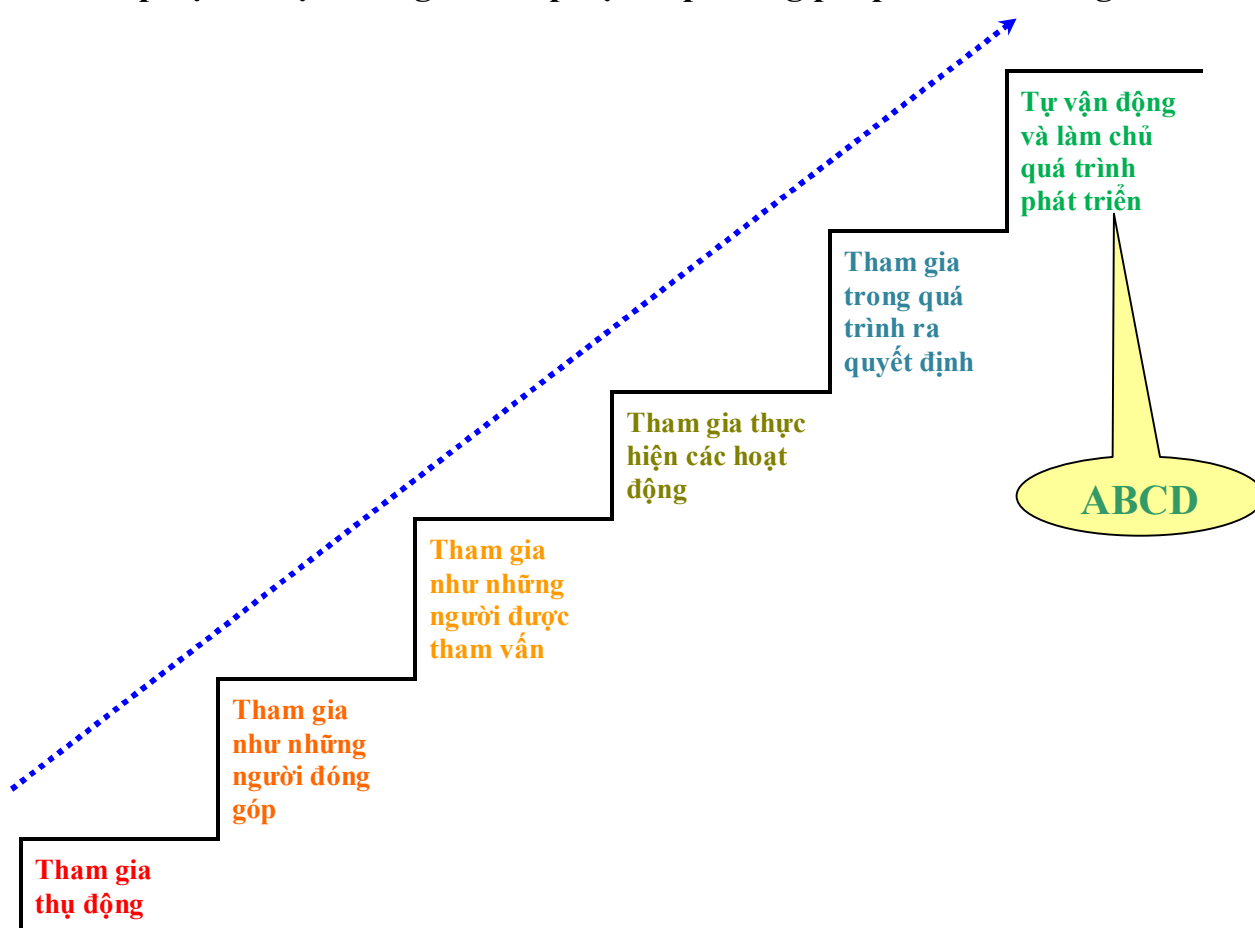 Tự vận động
và làm chủ
quá trình
phát triển
Tham gia
trong quá
trình ra
quyết định
Tham gia thực
hiện các hoạt
động
ABCD
Tham gia
như những
người được
tham vấn
Tham gia
như những
người đóng
góp
Tham gia
thụ động